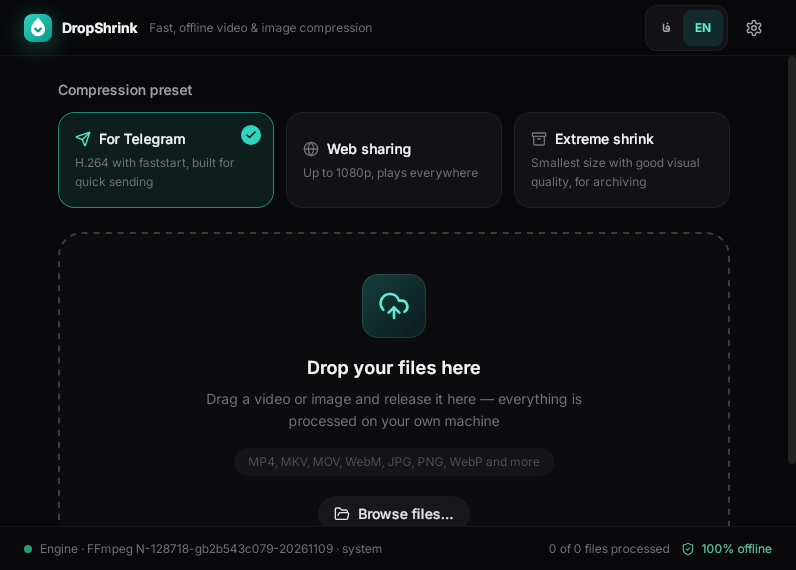 DropShrink Fast, offline video & image compression فا EN
Compression preset
For Telegram
H.264 with faststart, built for
quick sending
Web sharing
Up to 1080p, plays everywhere
Extreme shrink
Smallest size with good visual
quality, for archiving
Drop your files here
Drag a video or image and release it here — everything is
processed on your own machine
MP4, MKV, MOV, WebM, JPG, PNG, WebP and more
Browse files...
Engine · FFmpeg N-128718-gb2b543c079-20261109 · system 0 of 0 files processed 100% offline